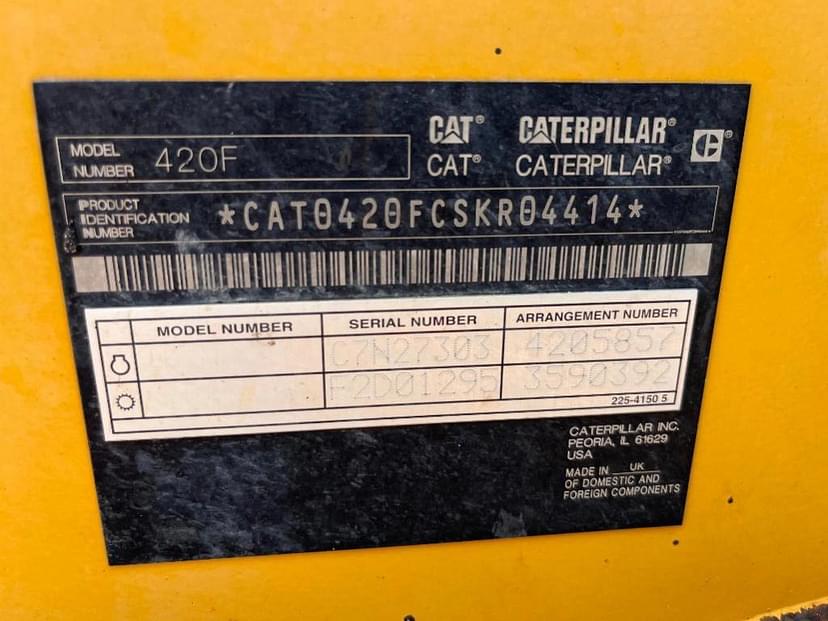 CAT® CATERPILLAR®
MODEL NUMBER 420F
CAT® CATERPILLAR®
PRODUCT IDENTIFICATION NUMBER *CAT0420FCSKR04414*
MODEL NUMBER SERIAL NUMBER ARRANGEMENT NUMBER
C7N27303 4205857
F2D01295 3590392
225-4150 5
CATERPILLAR INC.
PEORIA, IL 61629
USA
MADE IN UK
OF DOMESTIC AND
FOREIGN COMPONENTS